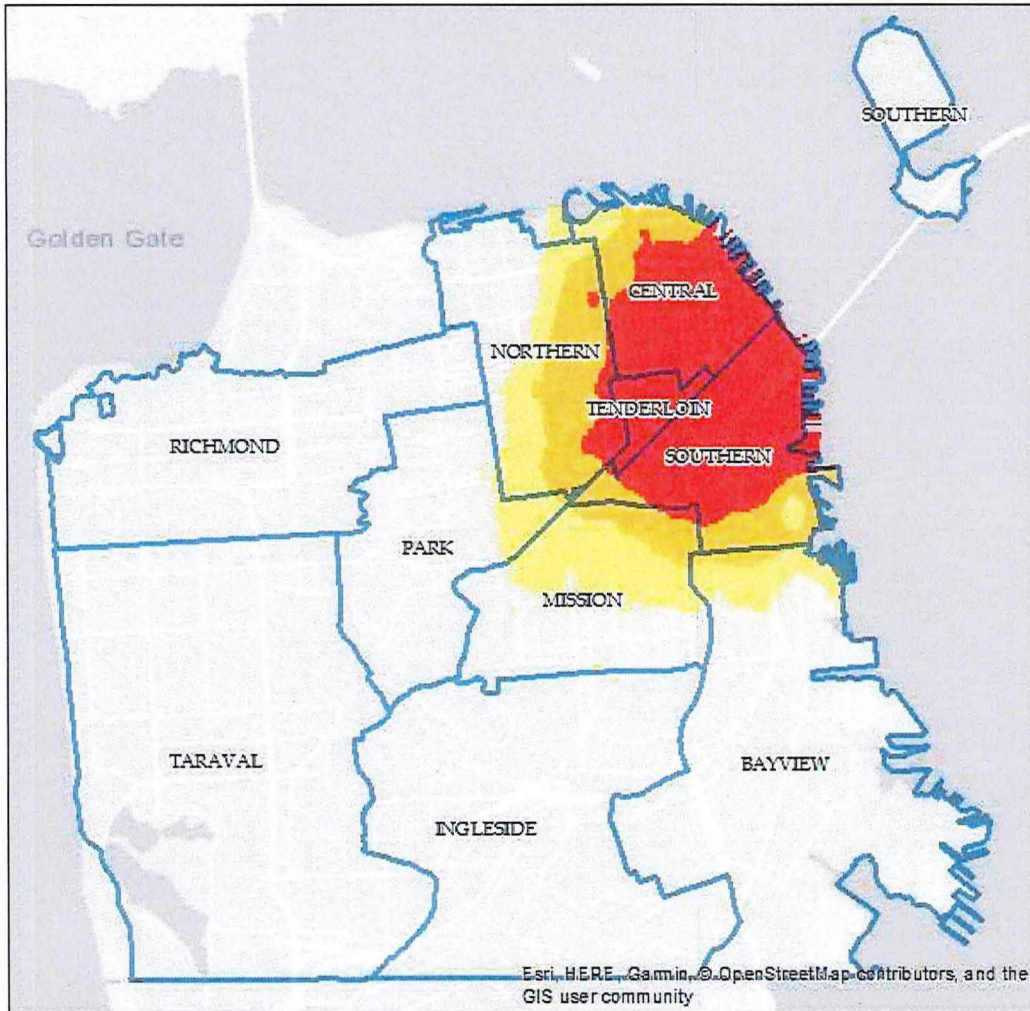 SOUTHERN
Golden Gate
CENTRAL
NORTHERN
TENDERLOIN
RICHMOND
SOUTHERN
PARK
MISSION
TARAVAL
BAYVIEW
INGLESIDE
Esri, HERE, Garmin, © OpenStreetMap contributors, and the
GIS user community